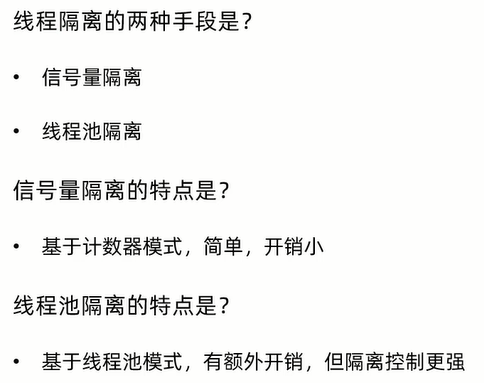 线程隔离的两种手段是？
• 信号量隔离
• 线程池隔离
信号量隔离的特点是？
• 基于计数器模式，简单，开销小
线程池隔离的特点是？
• 基于线程池模式，有额外开销，但隔离控制更强